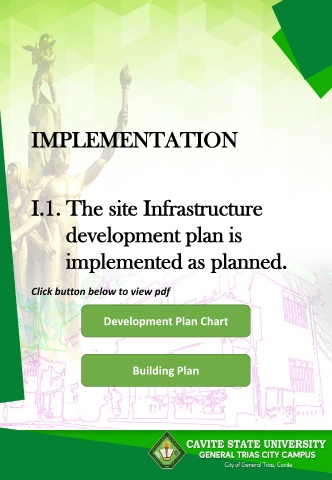 IMPLEMENTATION
I.1. The site Infrastructure
development plan is
implemented as planned.
Click button below to view pdf
Development Plan Chart
Building Plan
CAVITE STATE UNIVERSITY
GENERAL TRIAS CITY CAMPUS
City of General Trias, Cavite